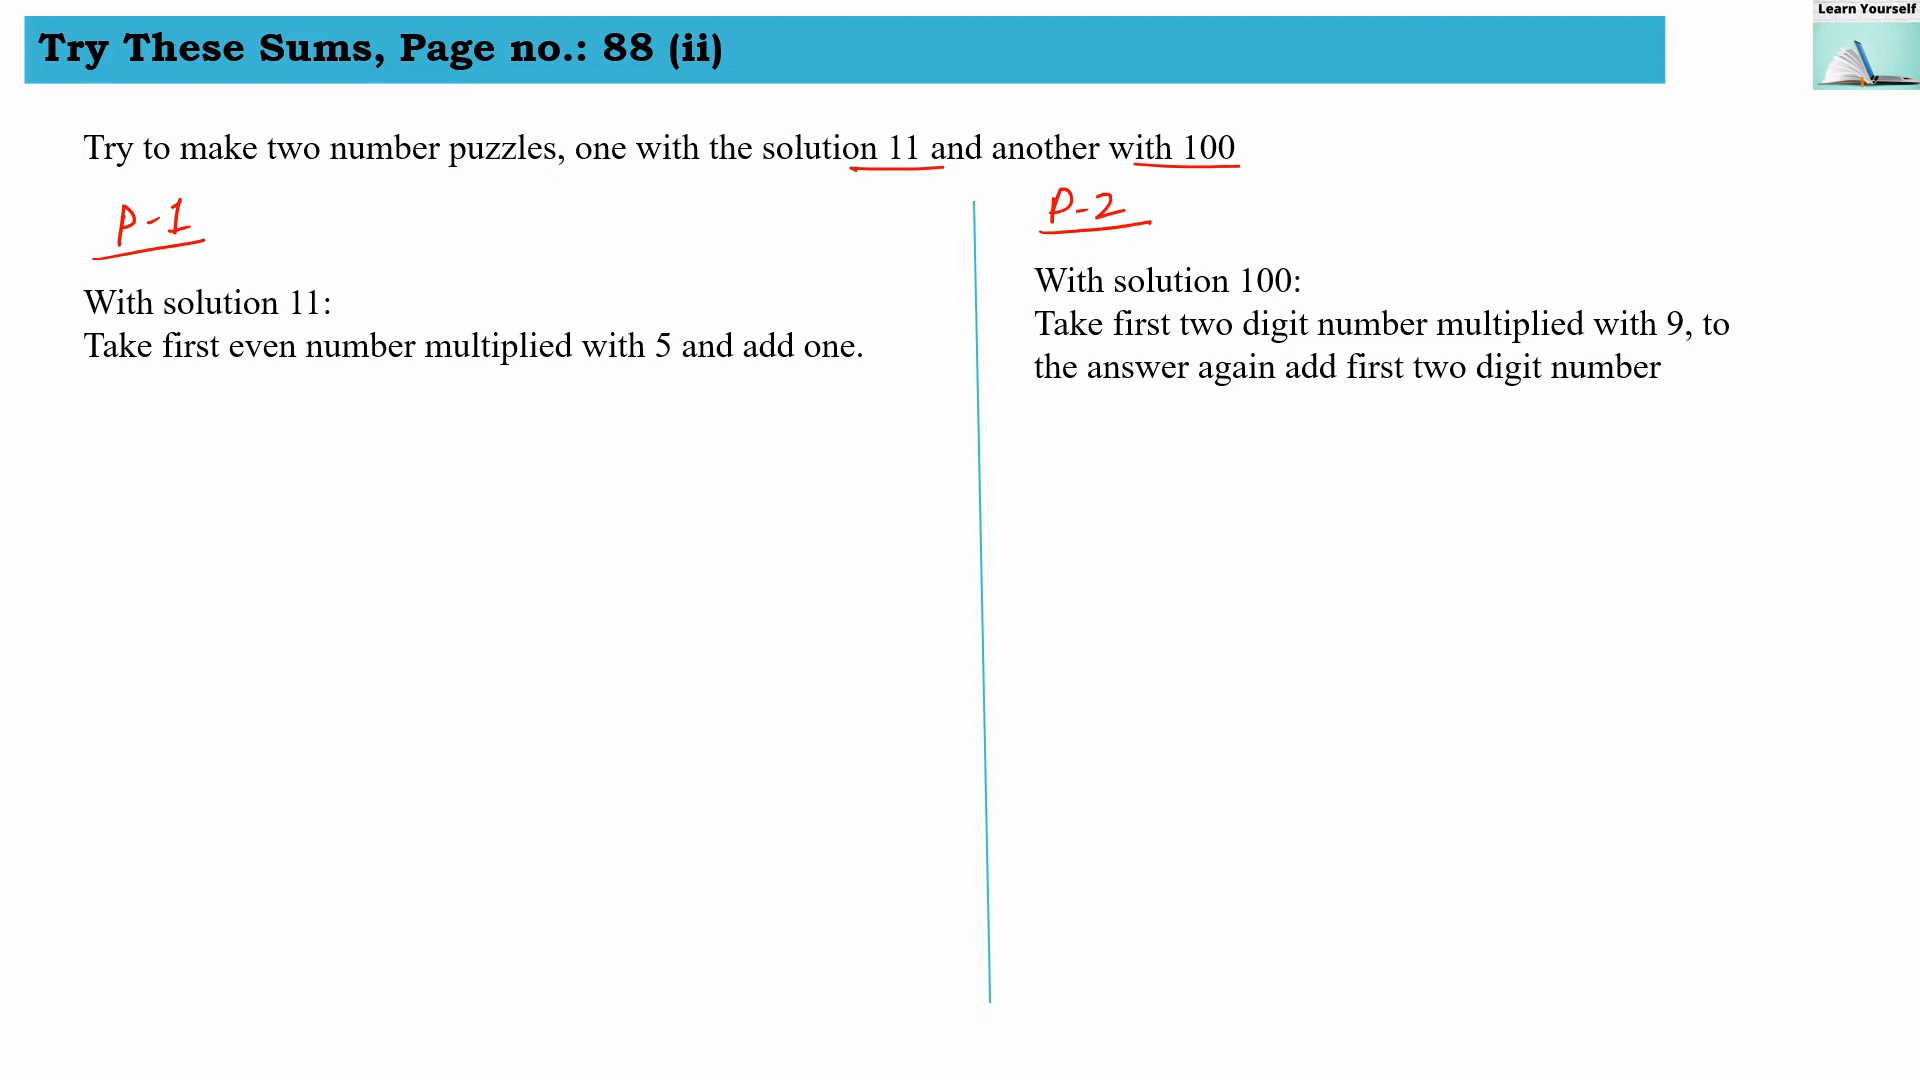 Learn Yourself
Try These Sums, Page no.: 88 (ii)
Try to make two number puzzles, one with the solution 11 and another with 100
P-1
With solution 11:
Take first even number multiplied with 5 and add one.
P-2
With solution 100:
Take first two digit number multiplied with 9, to
the answer again add first two digit number